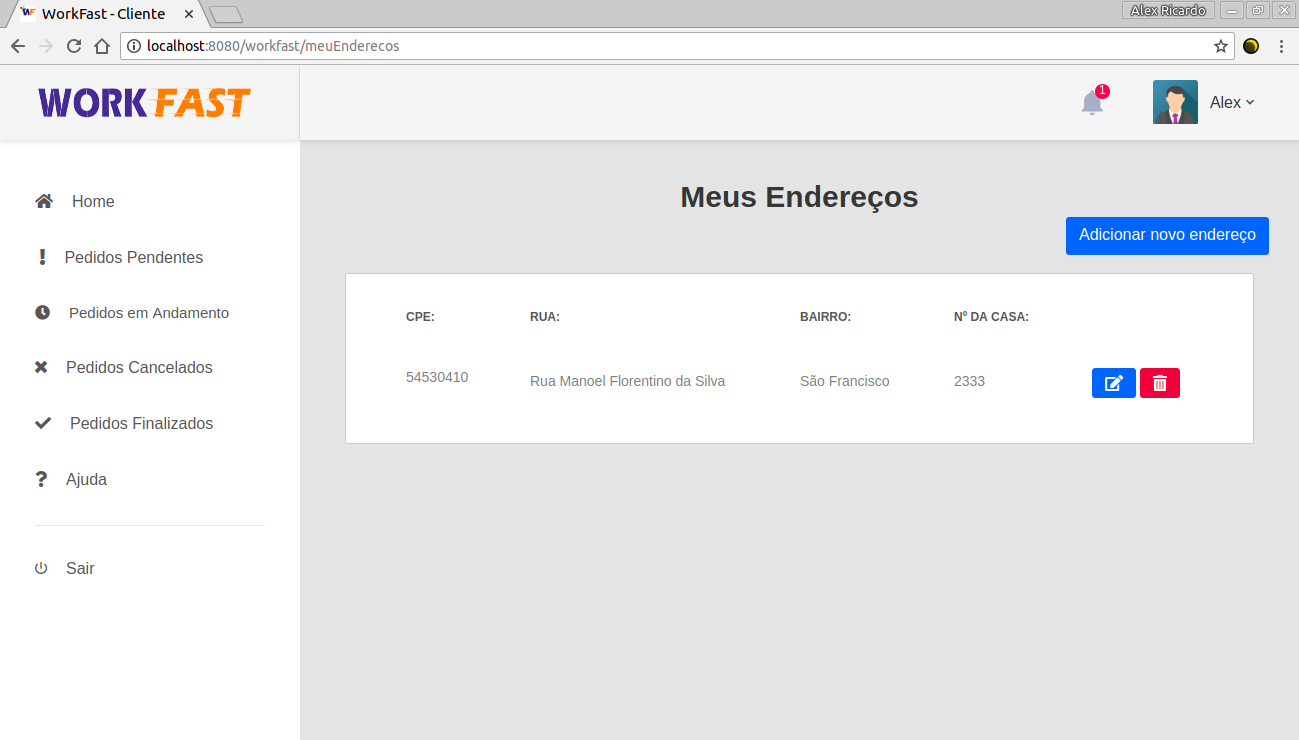 WorkFast - Cliente
Alex Ricardo
localhost:8080/workfast/meuEnderecos
WORK FAST
1
Alex
Home
Pedidos Pendentes
Pedidos em Andamento
Pedidos Cancelados
Pedidos Finalizados
Ajuda
Sair
Meus Endereços
Adicionar novo endereço
CPE: RUA: BAIRRO: Nº DA CASA:
54530410 Rua Manoel Florentino da Silva São Francisco 2333